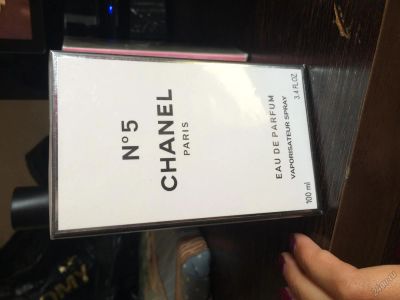 N°5
CHANEL
PARIS
EAU DE PARFUM
VAPORISATEUR SPRAY
100 ml
3.4 FL.OZ